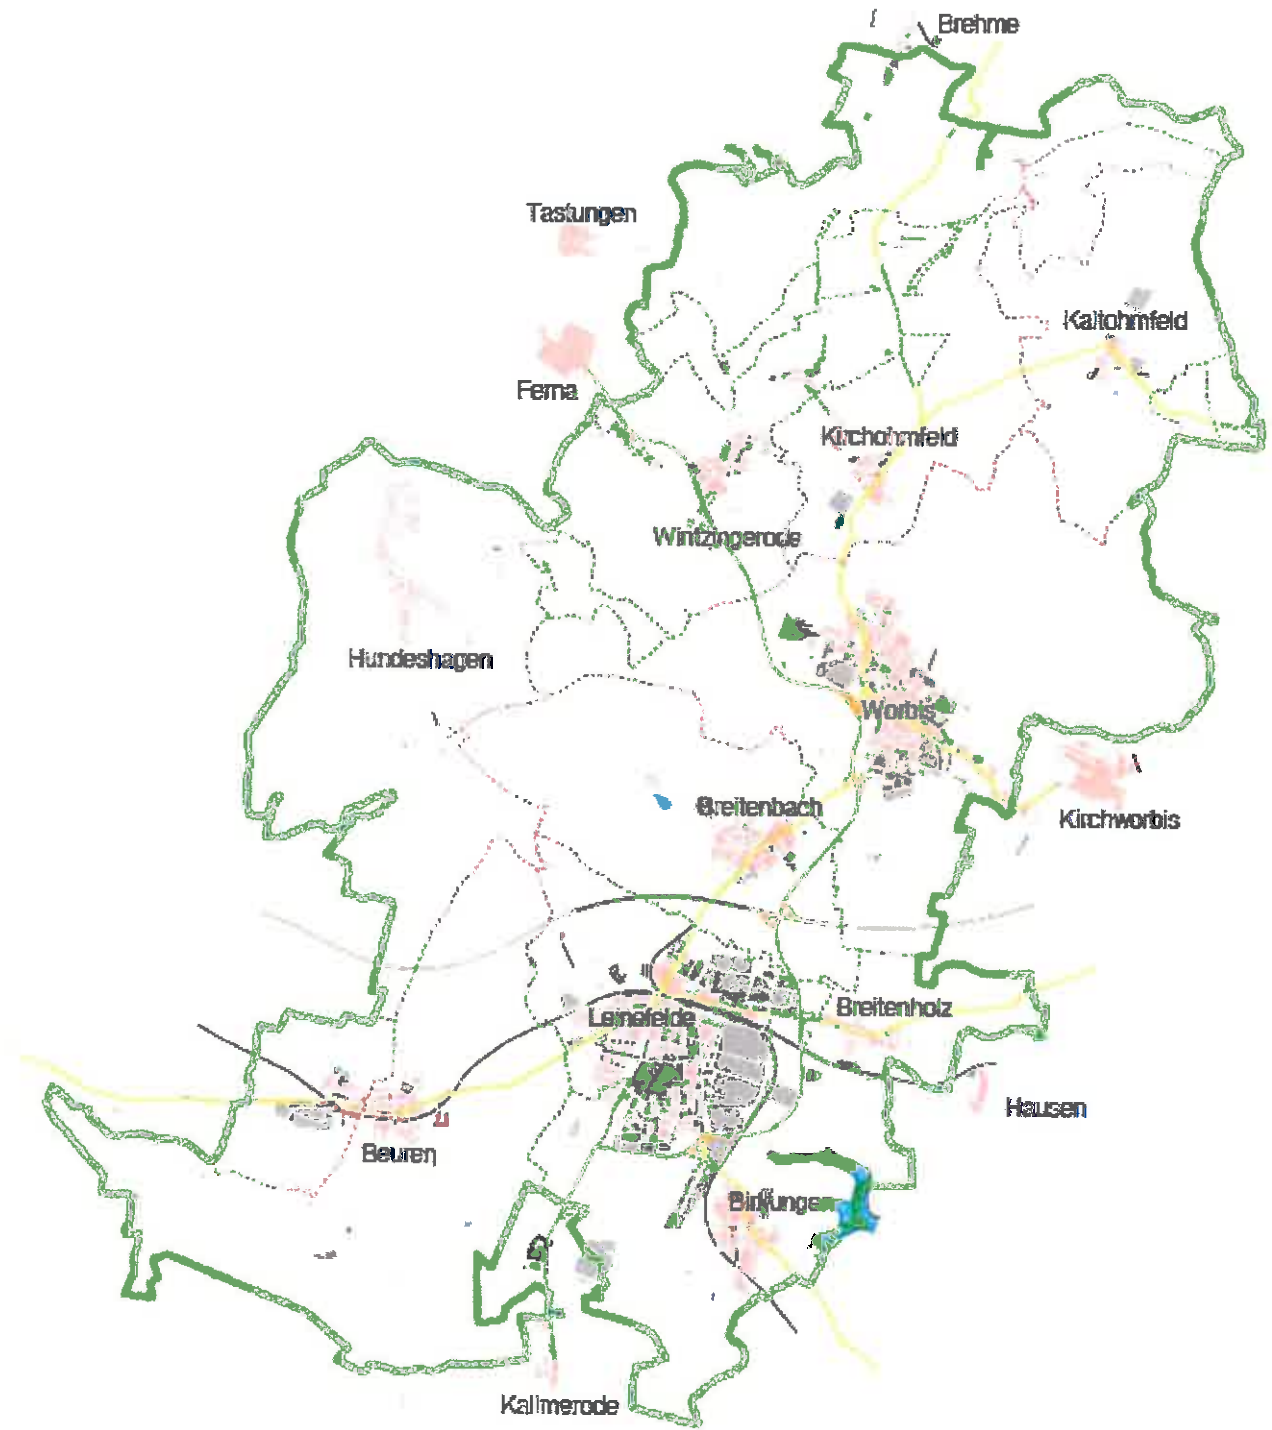 Brehme
Tastungen
Kaltohmfeld
Ferna
Kirchohmfeld
Wintzingerode
Hundeshagen
Worbis
Breitenbach
Kirchworbis
Breitenholz
Leinefelde
Hausen
Beuren
Birkungen
Kallmerode